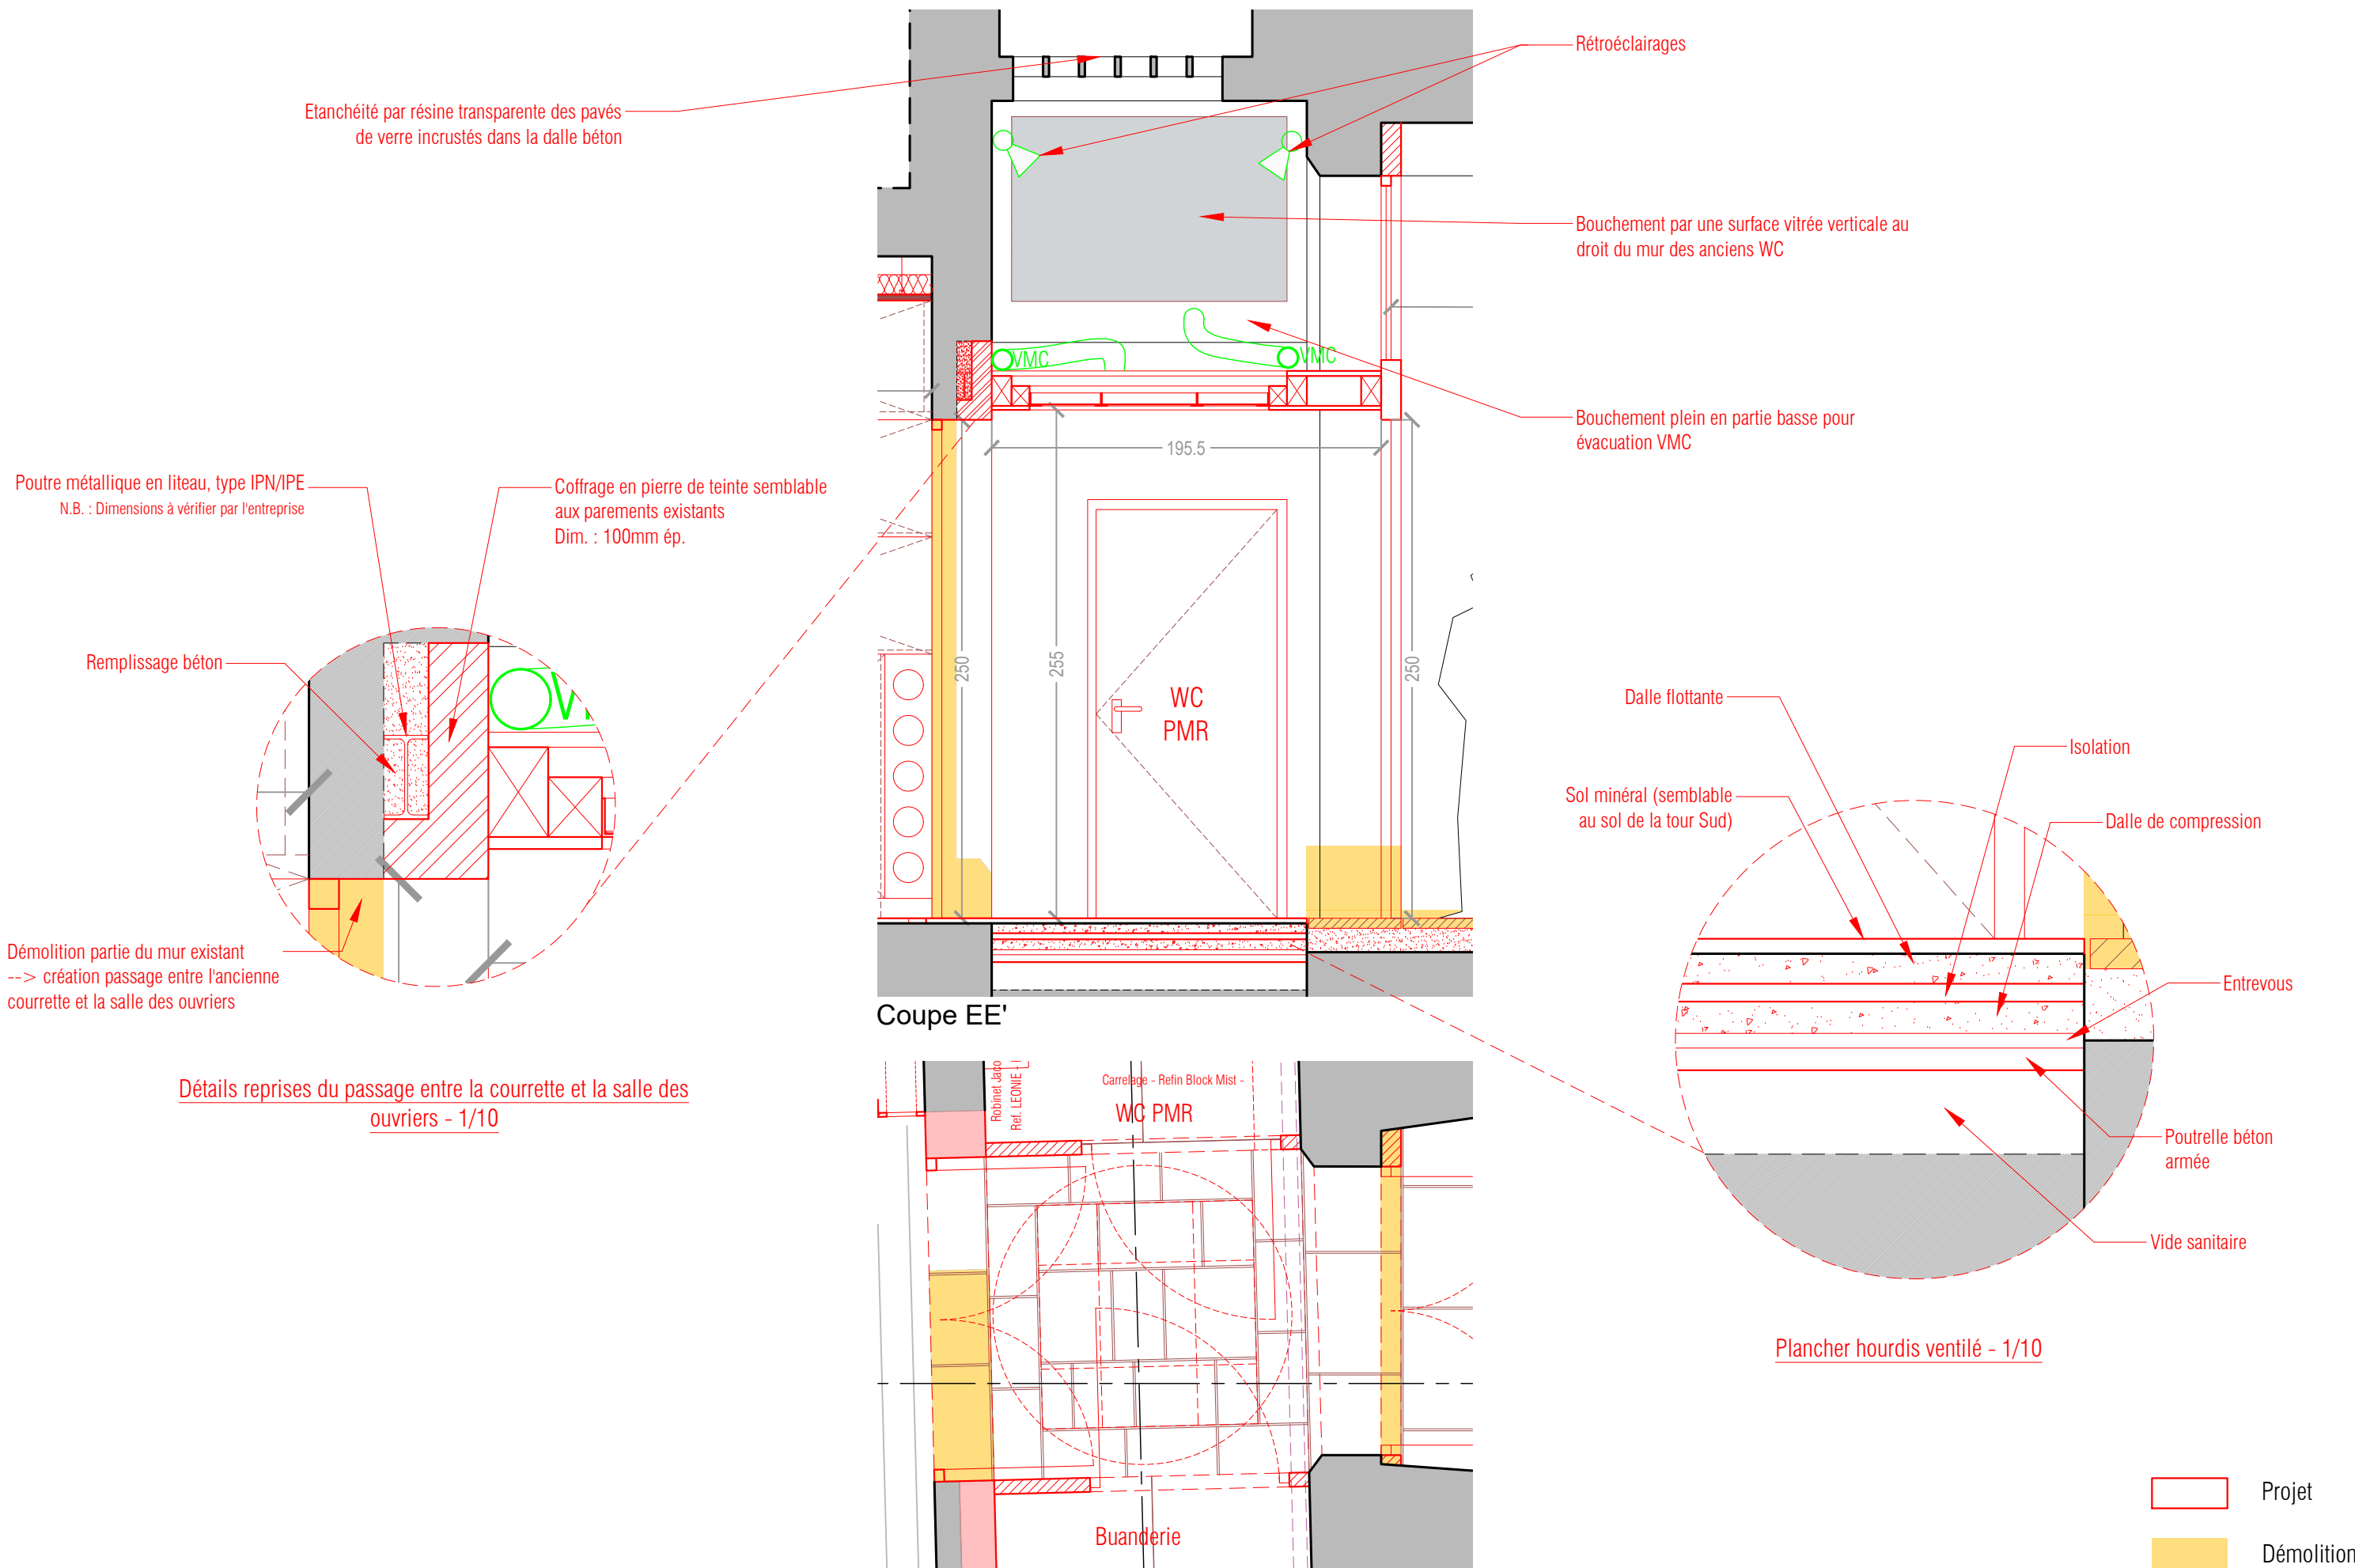 Rétroéclairages
Etanchéité par résine transparente des pavés
de verre incrustés dans la dalle béton
Bouchement par une surface vitrée verticale au
droit du mur des anciens WC
VMC
VMC
Bouchement plein en partie basse pour
évacuation VMC
195.5
Poutre métallique en liteau, type IPN/IPE
N.B. : Dimensions à vérifier par l'entreprise
Coffrage en pierre de teinte semblable
aux parements existants
Dim. : 100mm ép.
Remplissage béton
250
255
250
WC
PMR
Démolition partie du mur existant
--> création passage entre l'ancienne
courrette et la salle des ouvriers
Détails reprises du passage entre la courrette et la salle des
ouvriers - 1/10
Dalle flottante
Isolation
Sol minéral (semblable
au sol de la tour Sud)
Dalle de compression
Entrevous
Poutrelle béton
armée
Vide sanitaire
Plancher hourdis ventilé - 1/10
Coupe EE'
Robinet Jaco
Ref. LEONIE -
Carrelage - Refin Block Mist -
WC PMR
Buanderie
Projet
Démolition